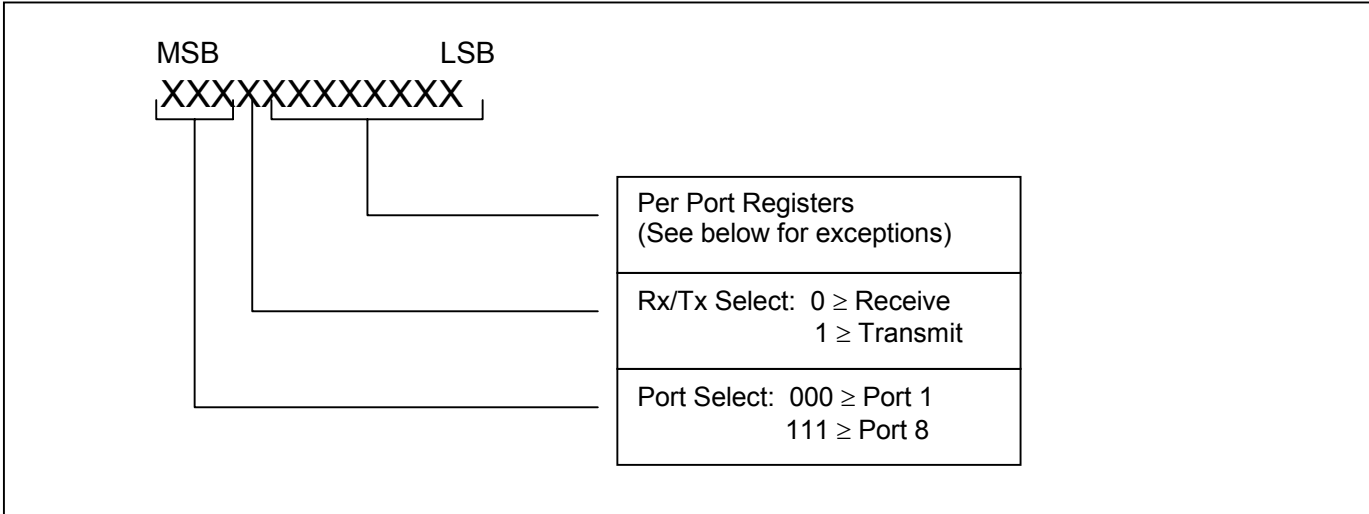 MSB LSB
XXXXXXXXXXXXX
Per Port Registers
(See below for exceptions)
Rx/Tx Select: 0 ≥ Receive
1 ≥ Transmit
Port Select: 000 ≥ Port 1
111 ≥ Port 8